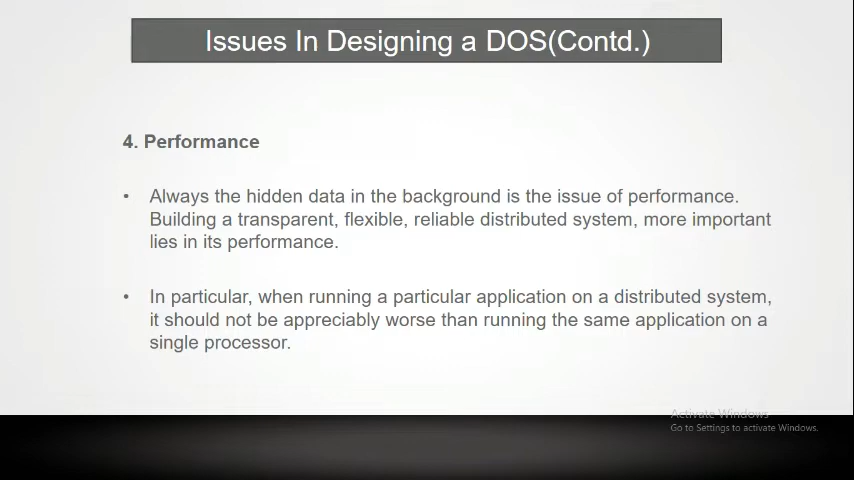 Issues In Designing a DOS(Contd.)
4. Performance
• Always the hidden data in the background is the issue of performance.
Building a transparent, flexible, reliable distributed system, more important
lies in its performance.
• In particular, when running a particular application on a distributed system,
it should not be appreciably worse than running the same application on a
single processor.
Activate Windows
Go to Settings to activate Windows.